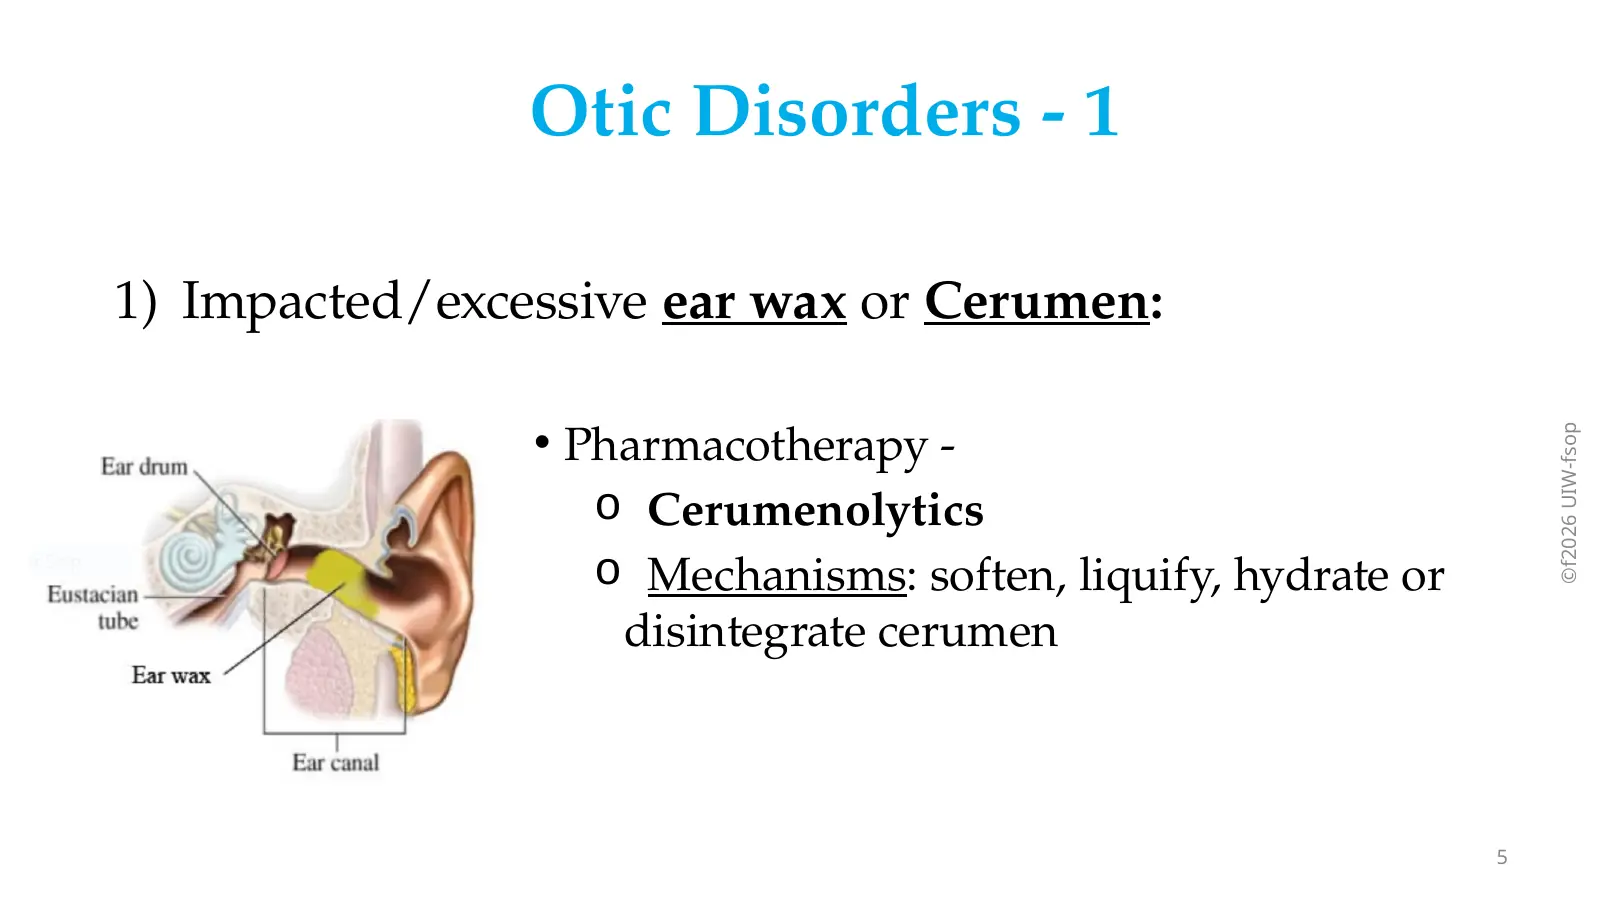 Otic Disorders - 1
1) Impacted/excessive ear wax or Cerumen:
Ear drum
Eustacian
tube
Ear wax
Ear canal
• Pharmacotherapy -
o Cerumenolytics
o Mechanisms: soften, liquify, hydrate or
disintegrate cerumen
©f2026 UIW-fsop
5